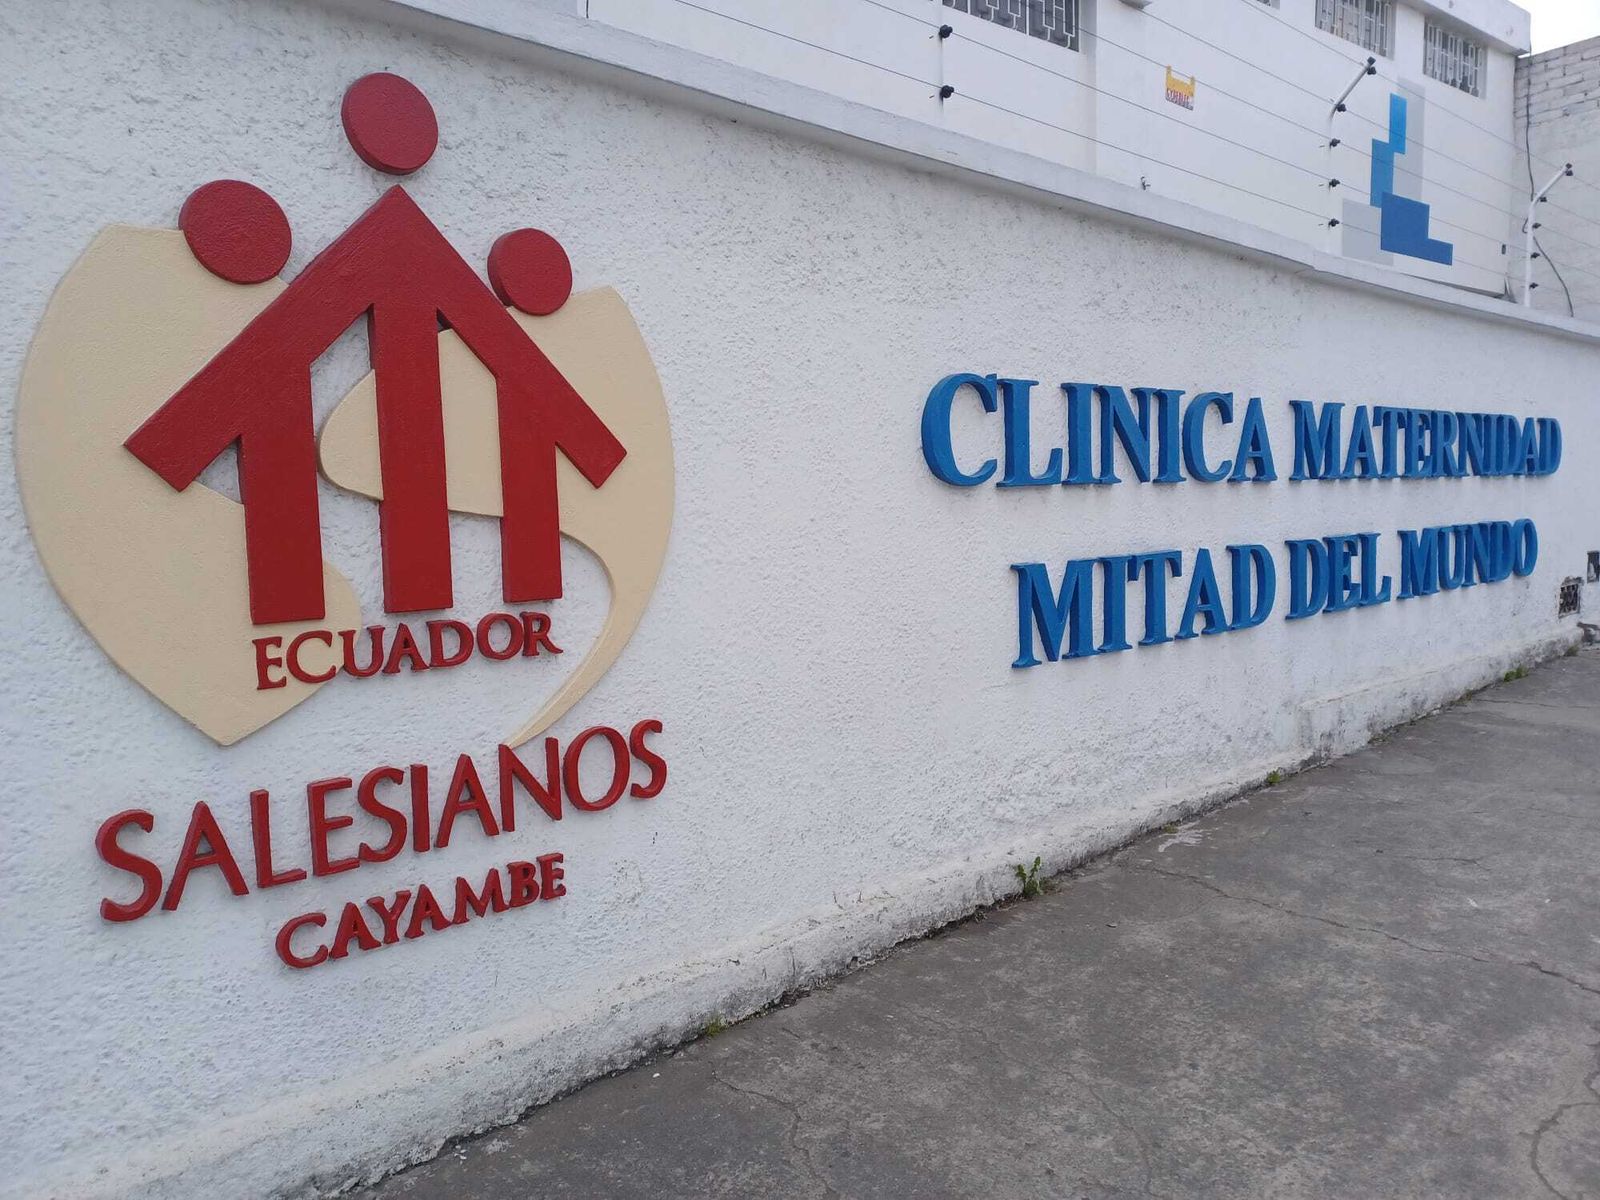 ECUADOR
SALESIANOS
CAYAMBE
CLINICA MATERNIDAD
MITAD DEL MUNDO